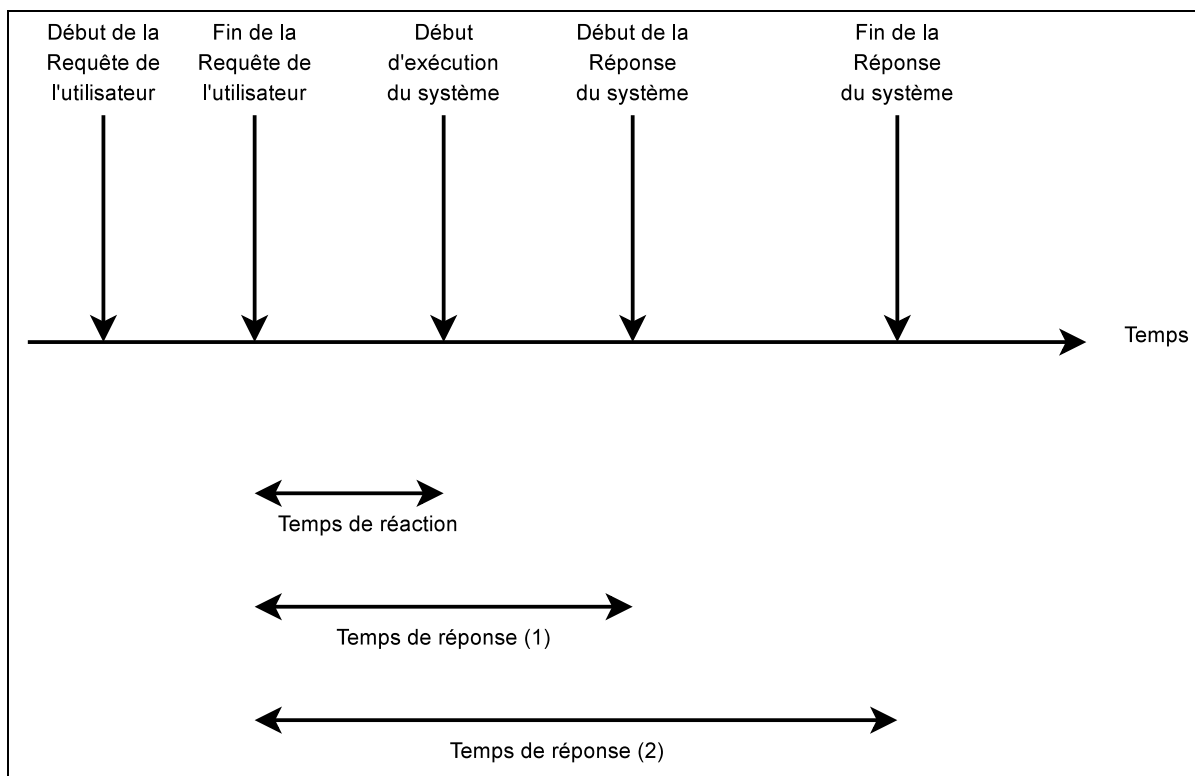 Début de la
Requête de
l'utilisateur
Fin de la
Requête de
l'utilisateur
Début
d'exécution
du système
Début de la
Réponse
du système
Fin de la
Réponse
du système
Temps
Temps de réaction
Temps de réponse (1)
Temps de réponse (2)